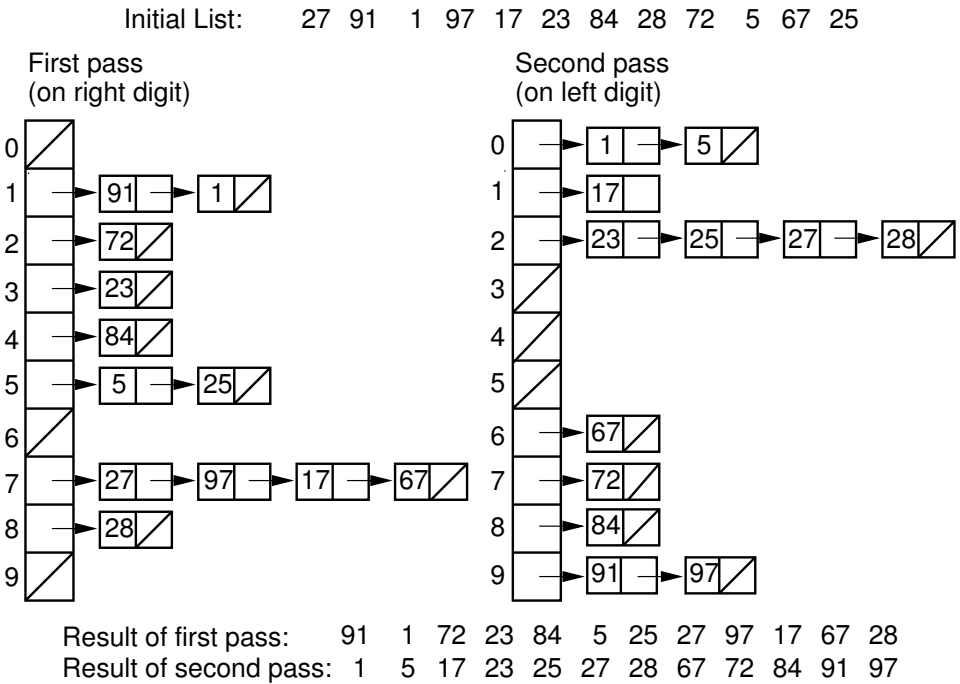 Initial List: 27 91 1 97 17 23 84 28 72 5 67 25
First pass
(on right digit)
0
1 91 1
2 72
3 23
4 84
5 5 25
6
7 27 97 17 67
8 28
9
Second pass
(on left digit)
0 1 5
1 17
2 23 25 27 28
3
4
5
6 67
7 72
8 84
9 91 97
Result of first pass: 91 1 72 23 84 5 25 27 97 17 67 28
Result of second pass: 1 5 17 23 25 27 28 67 72 84 91 97